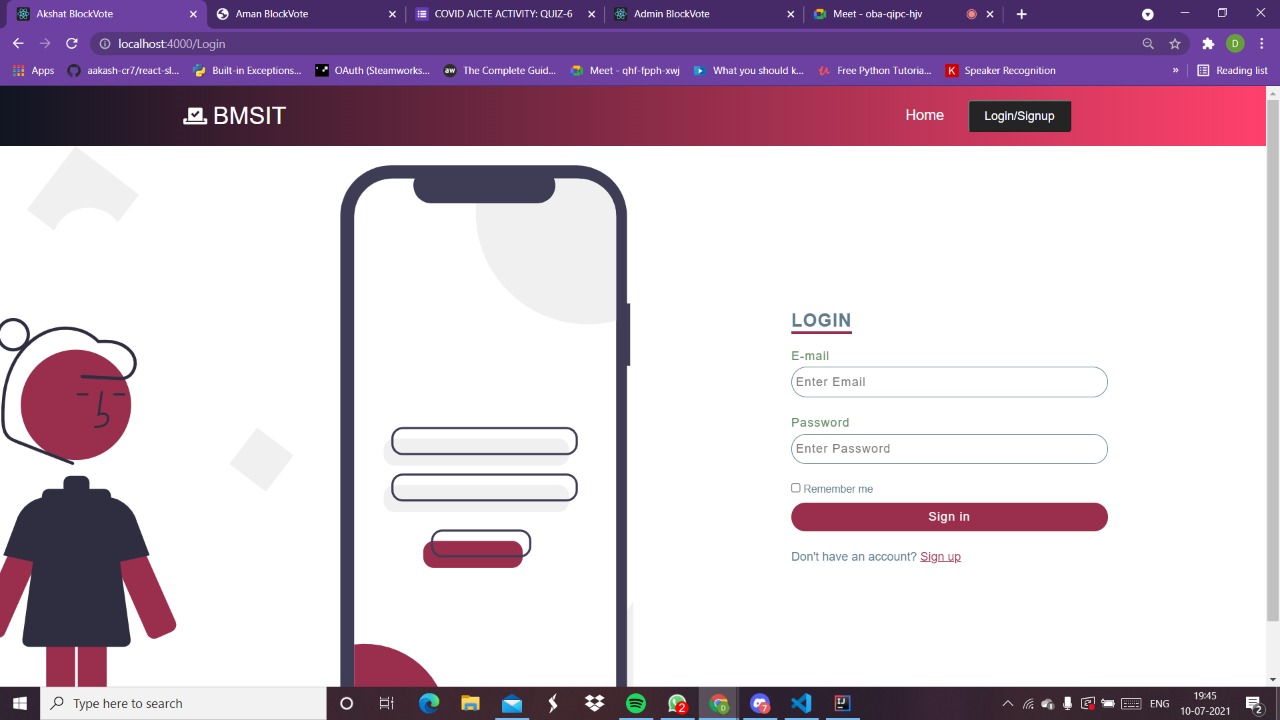 Akshat BlockVote
Aman BlockVote
COVID AICTE ACTIVITY: QUIZ-6
Admin BlockVote
Meet - oba-qipc-hjv
localhost:4000/Login
D
Apps
aakash-cr7/react-sl...
Built-in Exceptions...
OAuth (Steamworks...
aw The Complete Guid...
Meet - qhf-fpph-xwj
What you should k...
Free Python Tutoria...
K Speaker Recognition
»
Reading list
BMSIT
Home
Login/Signup
LOGIN
E-mail
Enter Email
Password
Enter Password
Remember me
Sign in
Don't have an account? Sign up
Type here to search
2
7
ENG
19:45
10-07-2021
2